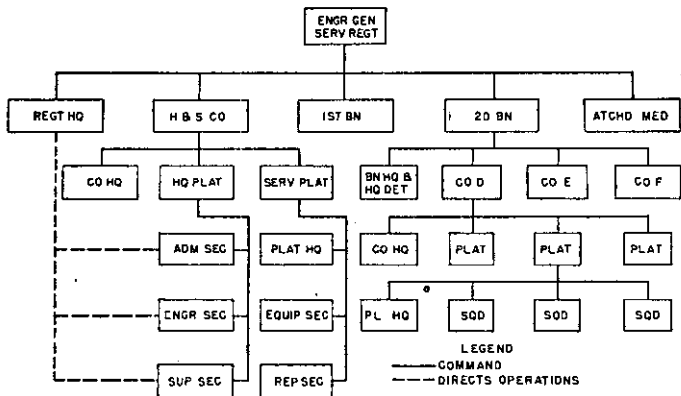 ENGR GEN
SERV REGT
REGT HQ
H & S CO
1ST BN
2D BN
ATCHD MED
CO HQ
HQ PLAT
SERV PLAT
BN HQ &
HQ DET
CO D
CO E
CO F
ADM SEC
PLAT HQ
CO HQ
PLAT
PLAT
PLAT
ENGR SEC
EQUIP SEC
PL HQ
SQD
SQD
SQD
SUP SEC
REP SEC
LEGEND
COMMAND
DIRECTS OPERATIONS